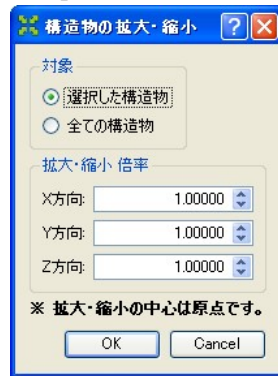 構造物の拡大・縮小
対象
選択した構造物
全ての構造物
拡大・縮小 倍率
X方向: 1.00000
Y方向: 1.00000
Z方向: 1.00000
※ 拡大・縮小の中心は原点です。
OK Cancel